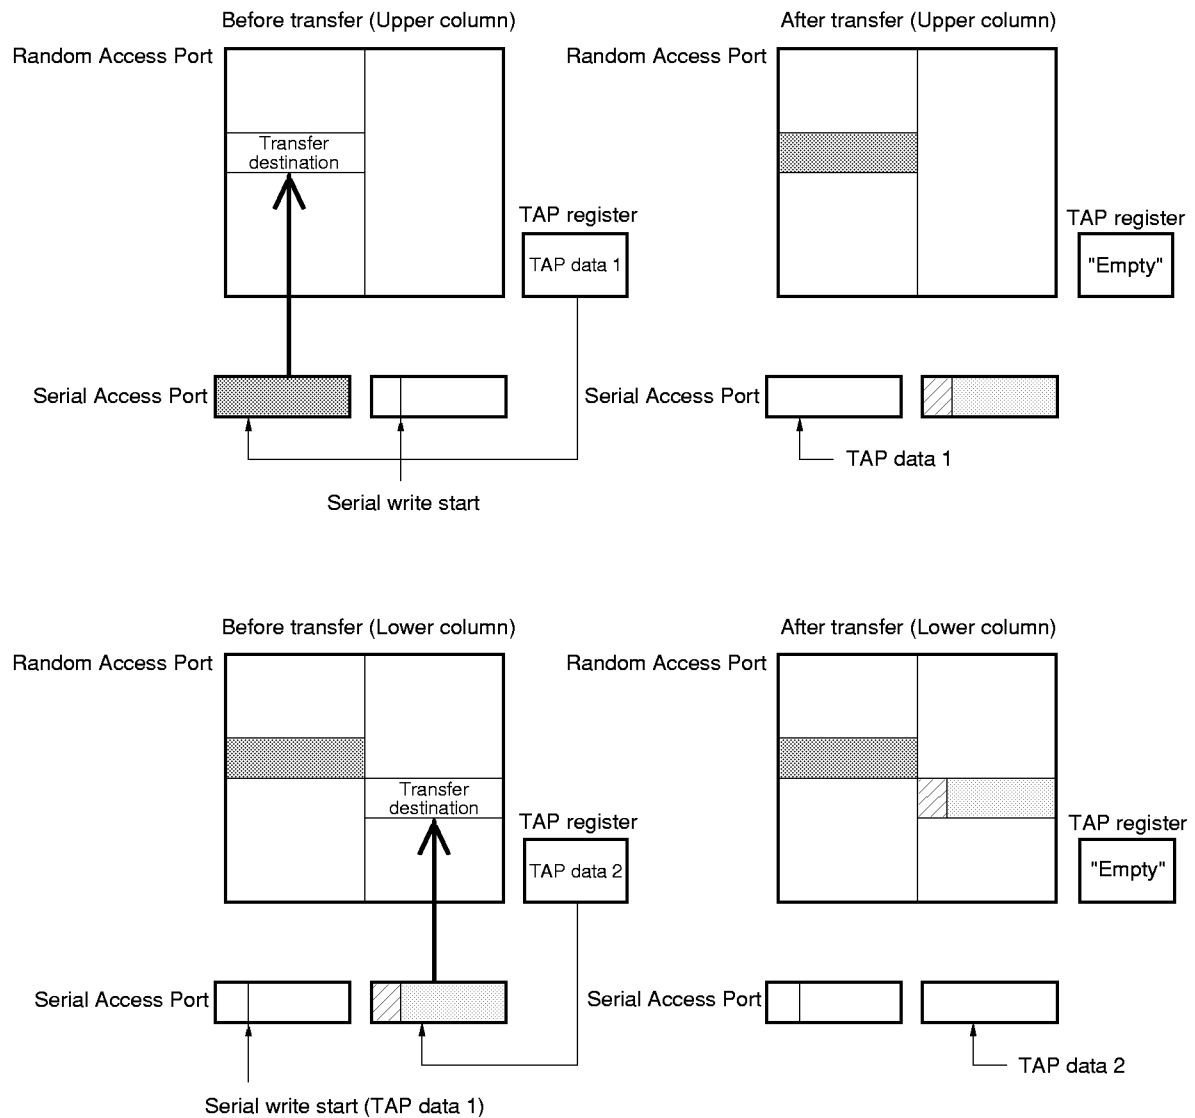 Before transfer (Upper column)
After transfer (Upper column)
Random Access Port
Random Access Port
Transfer
destination
TAP register
TAP register
TAP data 1
"Empty"
Serial Access Port
Serial Access Port
TAP data 1
Serial write start
Before transfer (Lower column)
After transfer (Lower column)
Random Access Port
Random Access Port
Transfer
destination
TAP register
TAP register
TAP data 2
"Empty"
Serial Access Port
Serial Access Port
TAP data 2
Serial write start (TAP data 1)